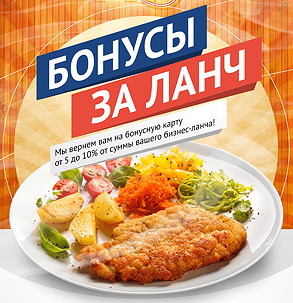 БОНУСЫ
ЗА ЛАНЧ
Мы вернем вам на бонусную карту
от 5 до 10% от суммы вашего бизнес-ланча!